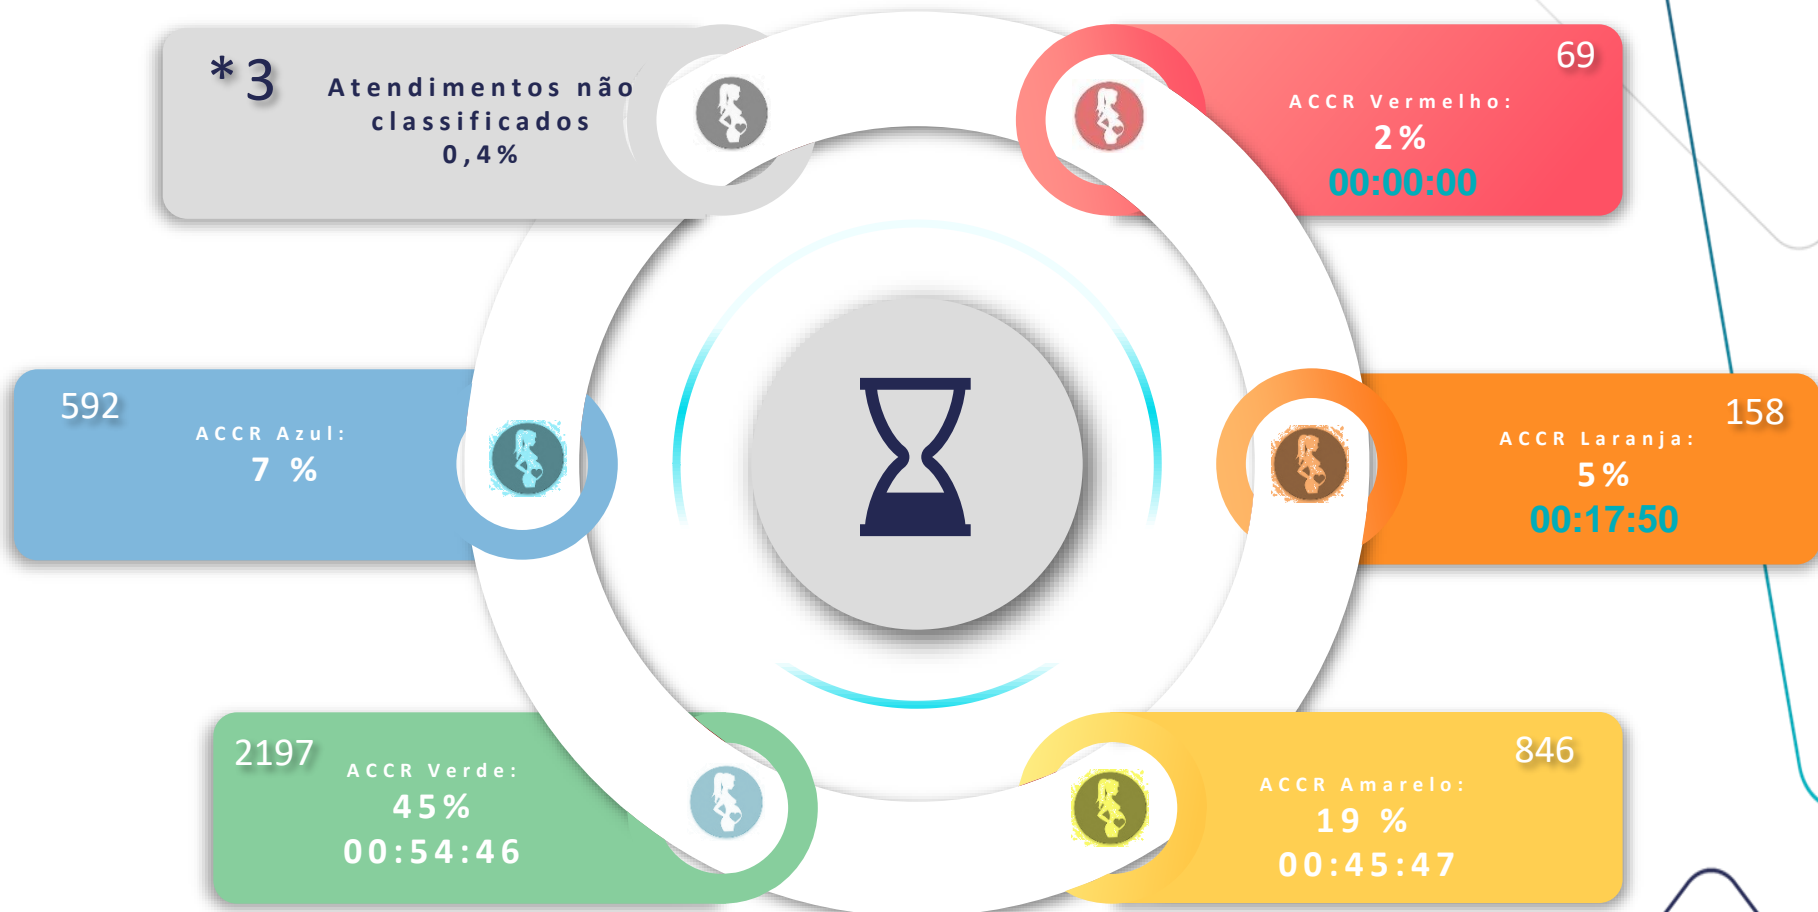 *3
Atendimentos não
classificados
0,4%
69
ACCR Vermelho:
2%
00:00:00
592
ACCR Azul:
7 %
158
ACCR Laranja:
5%
00:17:50
2197
ACCR Verde:
45%
00:54:46
846
ACCR Amarelo:
19 %
00:45:47